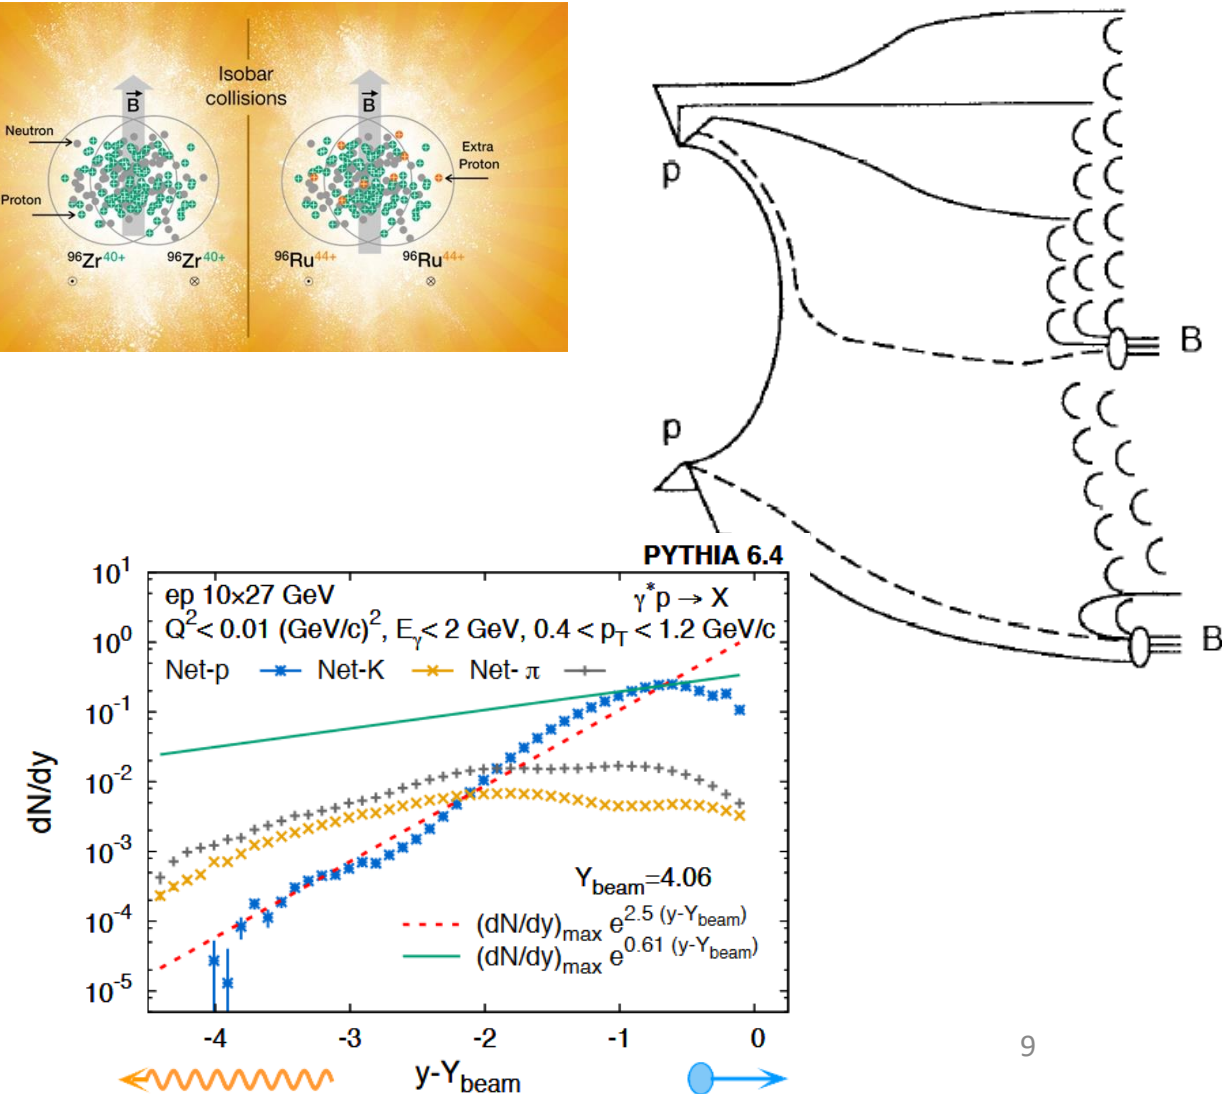 Isobar
collisions
B
B
Neutron
Proton
Extra
Proton
96Zr40+
96Zr40+
96Ru44+
96Ru44+
p
B
p
B
PYTHIA 6.4
ep 10×27 GeV
γ*p → X
Q²< 0.01 (GeV/c)², Eγ< 2 GeV, 0.4 < pT < 1.2 GeV/c
Net-p
Net-K
Net- π
Ybeam=4.06
(dN/dy)max e2.5 (y-Ybeam)
(dN/dy)max e0.61 (y-Ybeam)
dN/dy
10¹
10⁰
10⁻¹
10⁻²
10⁻³
10⁻⁴
10⁻⁵
-4
-3
-2
-1
0
y-Ybeam
9